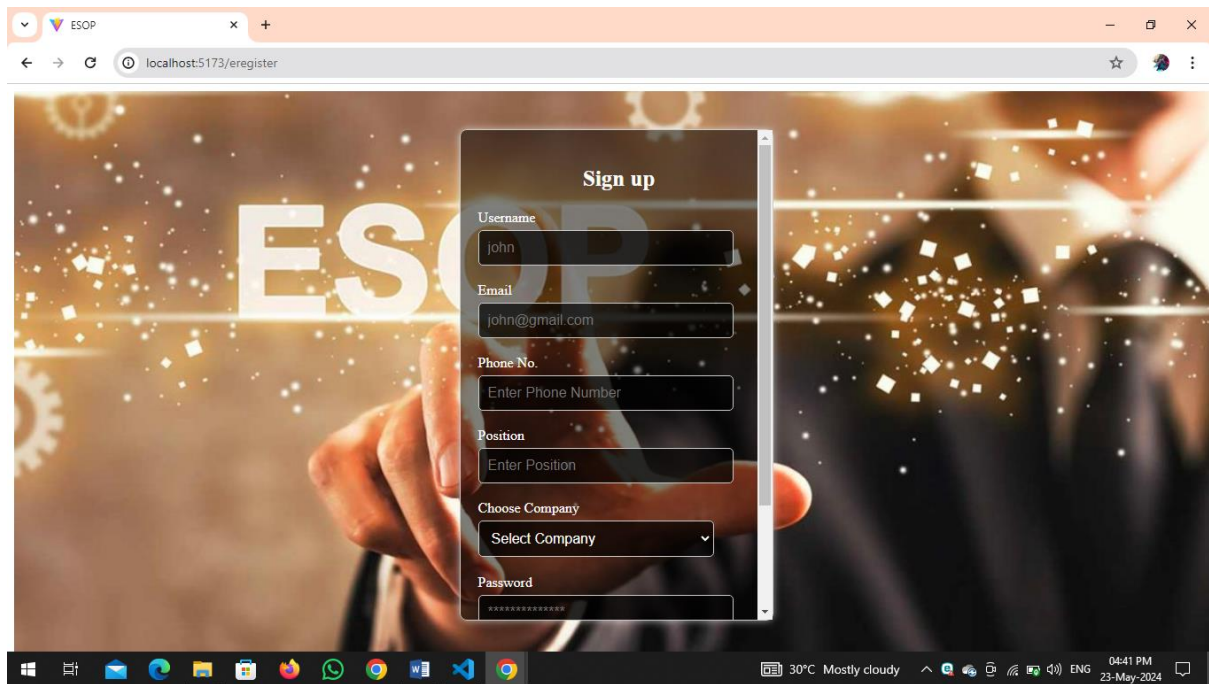 ESOP
localhost:5173/eregister
ESOP
Sign up
Username
john
Email
john@gmail.com
Phone No.
Enter Phone Number
Position
Enter Position
Choose Company
Select Company
Password
**************
30°C Mostly cloudy
ENG
04:41 PM
23-May-2024